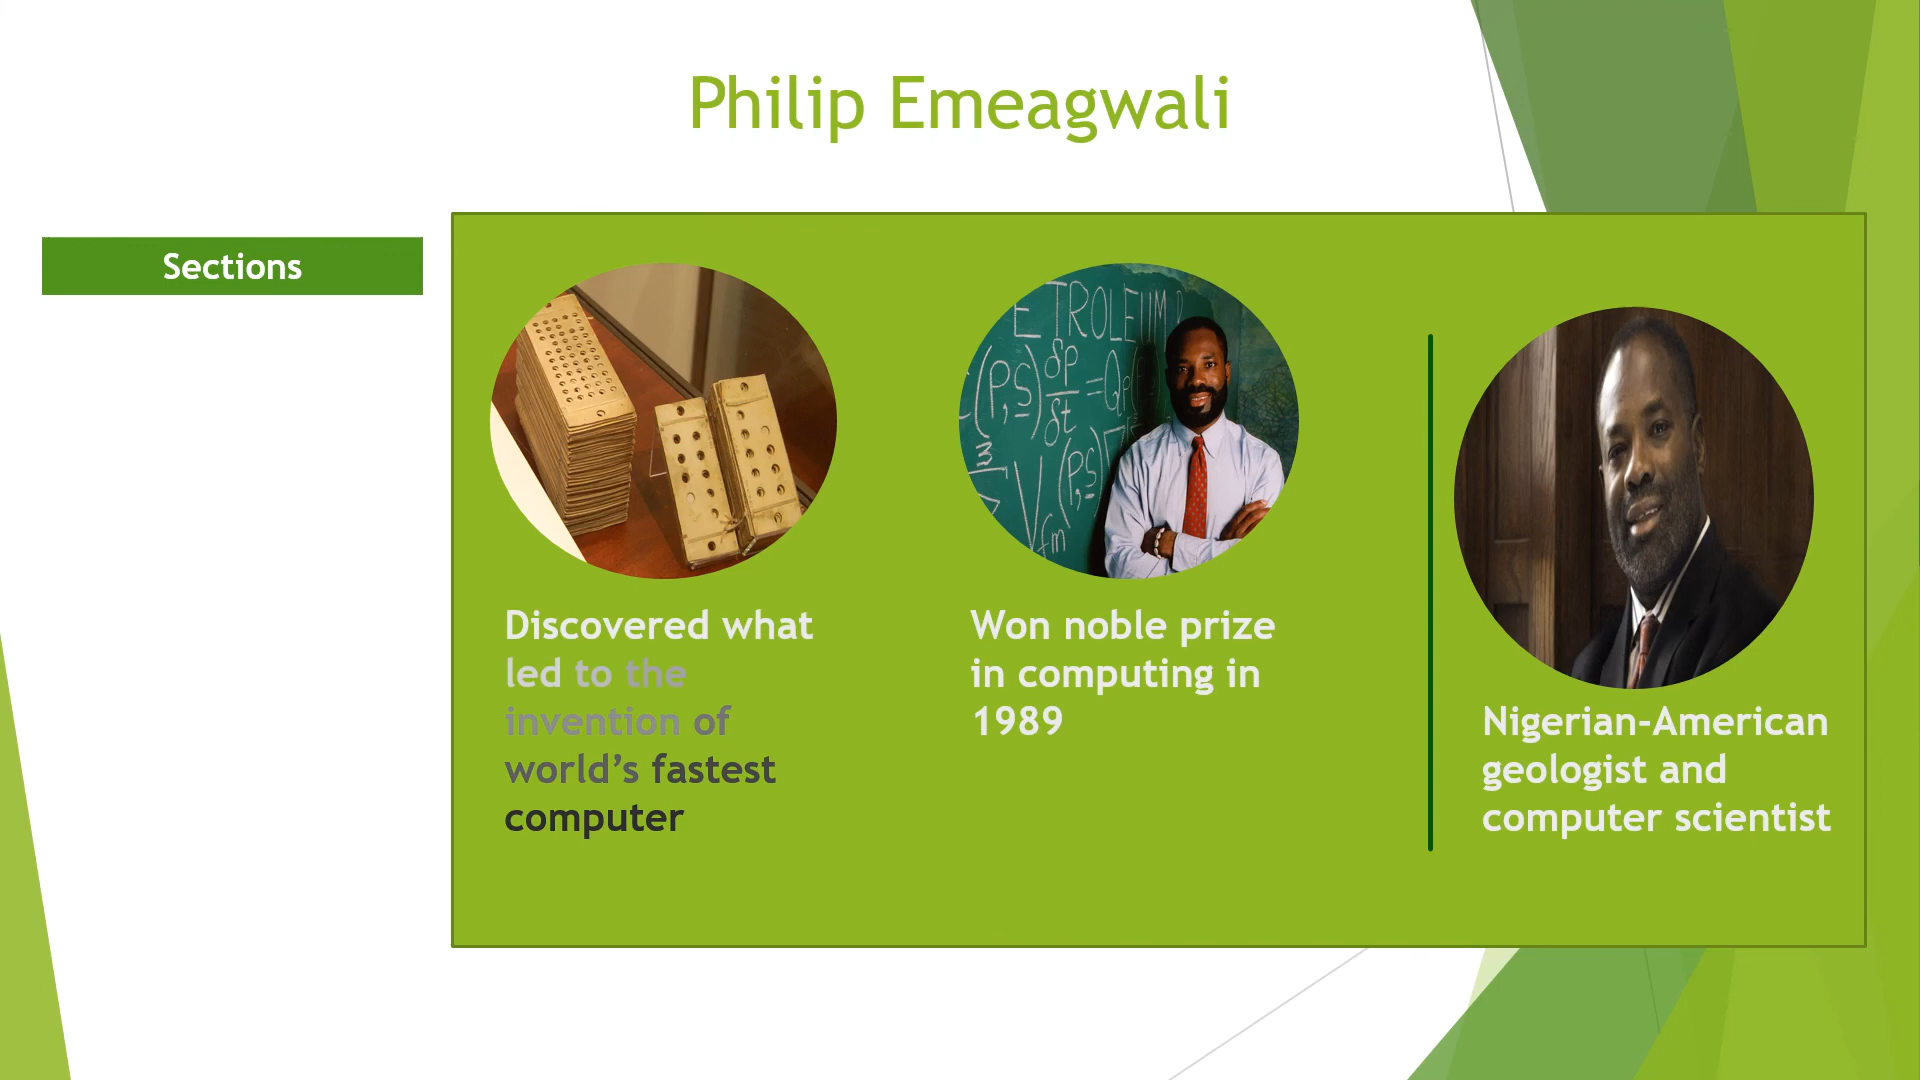 Philip Emeagwali
Sections
Discovered what
led to the
invention of
world’s fastest
computer
Won noble prize
in computing in
1989
Nigerian-American
geologist and
computer scientist